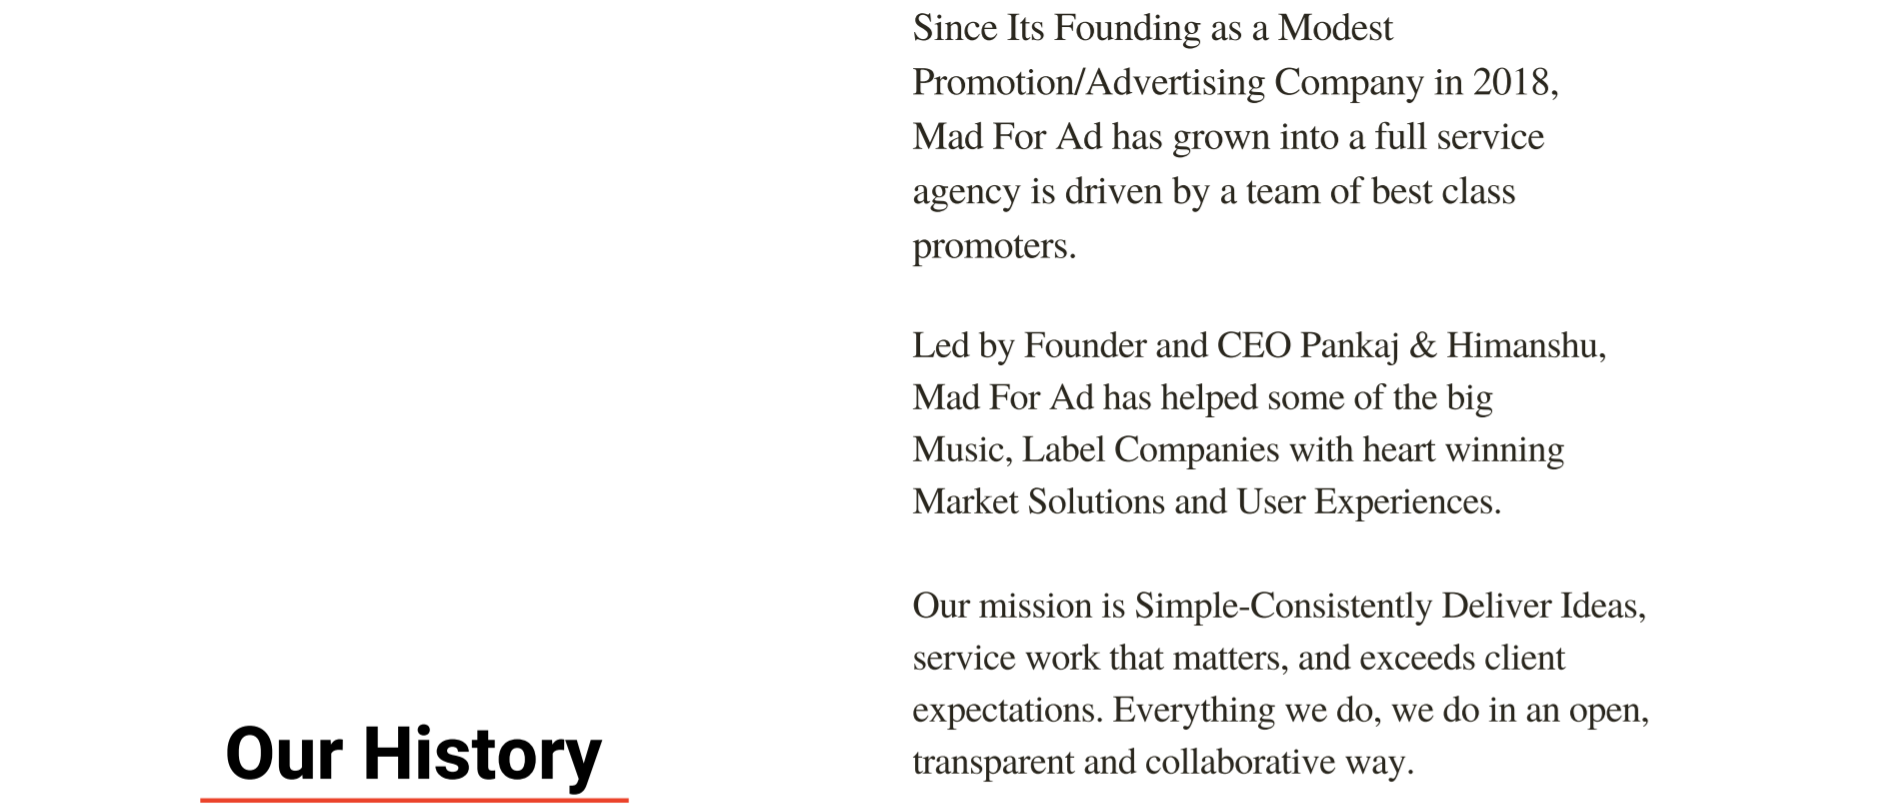 Since Its Founding as a Modest
Promotion/Advertising Company in 2018,
Mad For Ad has grown into a full service
agency is driven by a team of best class
promoters.
Led by Founder and CEO Pankaj & Himanshu,
Mad For Ad has helped some of the big
Music, Label Companies with heart winning
Market Solutions and User Experiences.
Our mission is Simple-Consistently Deliver Ideas,
service work that matters, and exceeds client
expectations. Everything we do, we do in an open,
transparent and collaborative way.
Our History